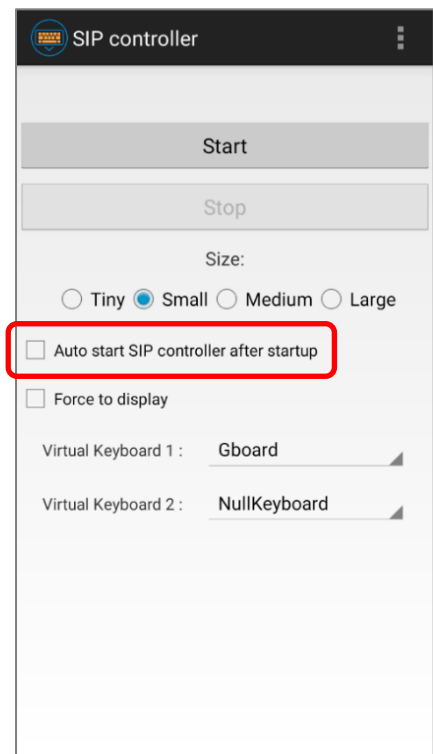 SIP controller
Start
Stop
Size:
Tiny Small Medium Large
Auto start SIP controller after startup
Force to display
Virtual Keyboard 1 : Gboard
Virtual Keyboard 2 : NullKeyboard